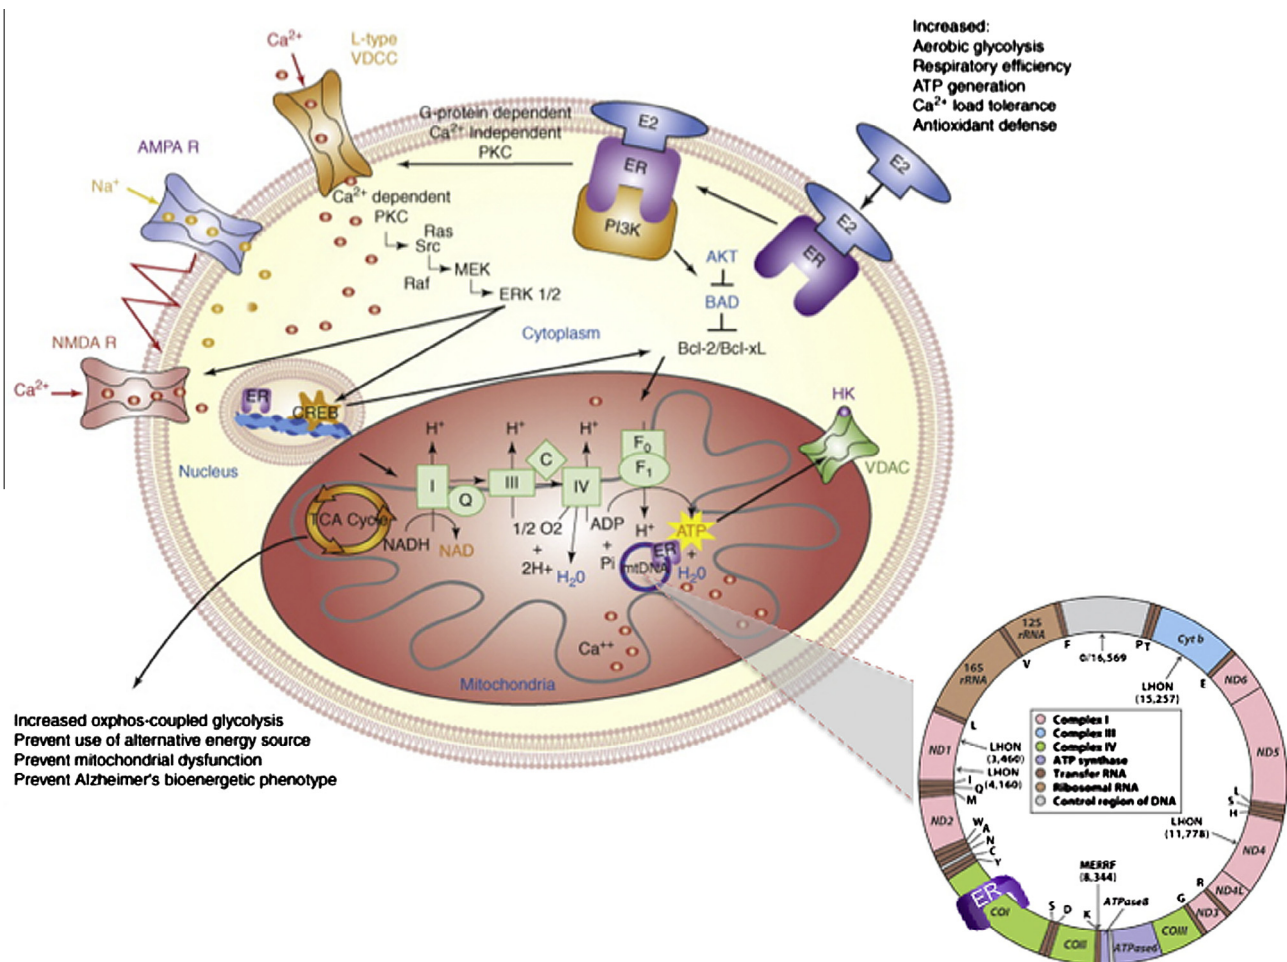 Increased:
Aerobic glycolysis
Respiratory efficiency
ATP generation
Ca²⁺ load tolerance
Antioxidant defense
Ca²⁺
L-type
VDCC
G-protein dependent
Ca²⁺ Independent
PKC
E2
ER
PI3K
E2
E2
ER
AMPA R
Na⁺
Ca²⁺ dependent
PKC
Ras
Src
Raf
MEK
ERK 1/2
AKT
BAD
Bcl-2/Bcl-xL
Cytoplasm
NMDA R
Ca²⁺
ER
CREB
Nucleus
HK
VDAC
H⁺
H⁺
H⁺
I
Q
III
C
IV
F₀
F₁
TCA Cycle
NADH
NAD
1/2 O2
+
2H+
H₂0
ADP
+
Pi
H⁺
ATP
+
H₂0
ER
mtDNA
Ca⁺⁺
Mitochondria
Increased oxphos-coupled glycolysis
Prevent use of alternative energy source
Prevent mitochondrial dysfunction
Prevent Alzheimer's bioenergetic phenotype
12S
rRNA
F
0/16,569
P T
Cyt b
16S
rRNA
V
LHON
(15,257)
E
ND6
L
Complex I
Complex III
Complex IV
ATP synthase
Transfer RNA
Ribosomal RNA
Control region of DNA
ND1
LHON
(3,460)
LHON
(4,160)
ND5
I
Q
M
L
S
H
ND2
LHON
(11,778)
ND4
W
A
N
C
Y
MERRF
(8,344)
R
ND4L
ER
COI
S
D
K
ATPase8
G
ND3
COII
ATPase6
COIII